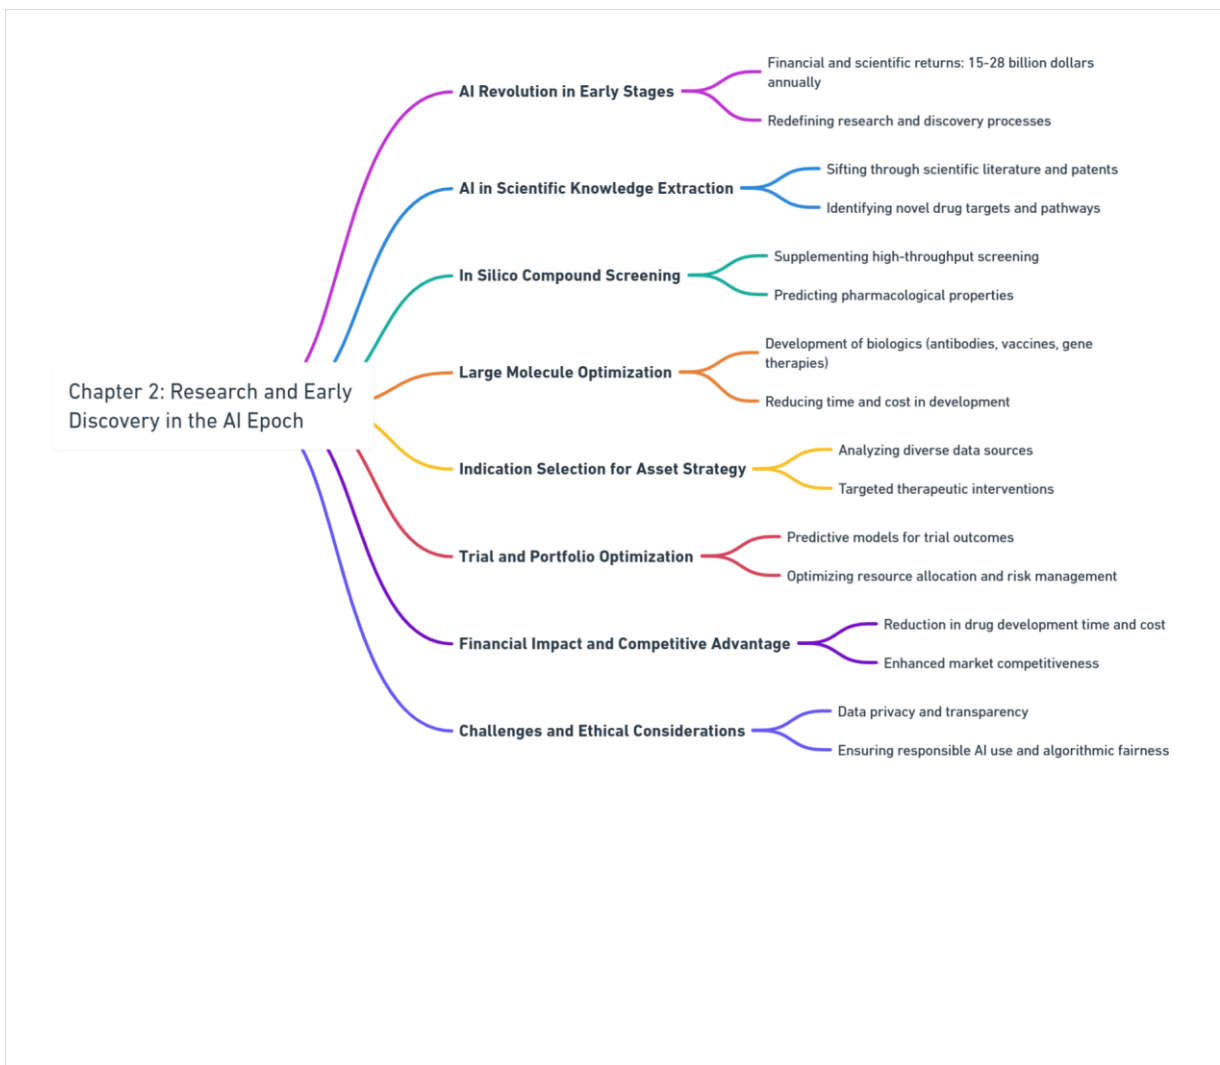 Chapter 2: Research and Early
Discovery in the AI Epoch
AI Revolution in Early Stages
Financial and scientific returns: 15-28 billion dollars
annually
Redefining research and discovery processes
AI in Scientific Knowledge Extraction
Sifting through scientific literature and patents
Identifying novel drug targets and pathways
In Silico Compound Screening
Supplementing high-throughput screening
Predicting pharmacological properties
Large Molecule Optimization
Development of biologics (antibodies, vaccines, gene
therapies)
Reducing time and cost in development
Indication Selection for Asset Strategy
Analyzing diverse data sources
Targeted therapeutic interventions
Trial and Portfolio Optimization
Predictive models for trial outcomes
Optimizing resource allocation and risk management
Financial Impact and Competitive Advantage
Reduction in drug development time and cost
Enhanced market competitiveness
Challenges and Ethical Considerations
Data privacy and transparency
Ensuring responsible AI use and algorithmic fairness